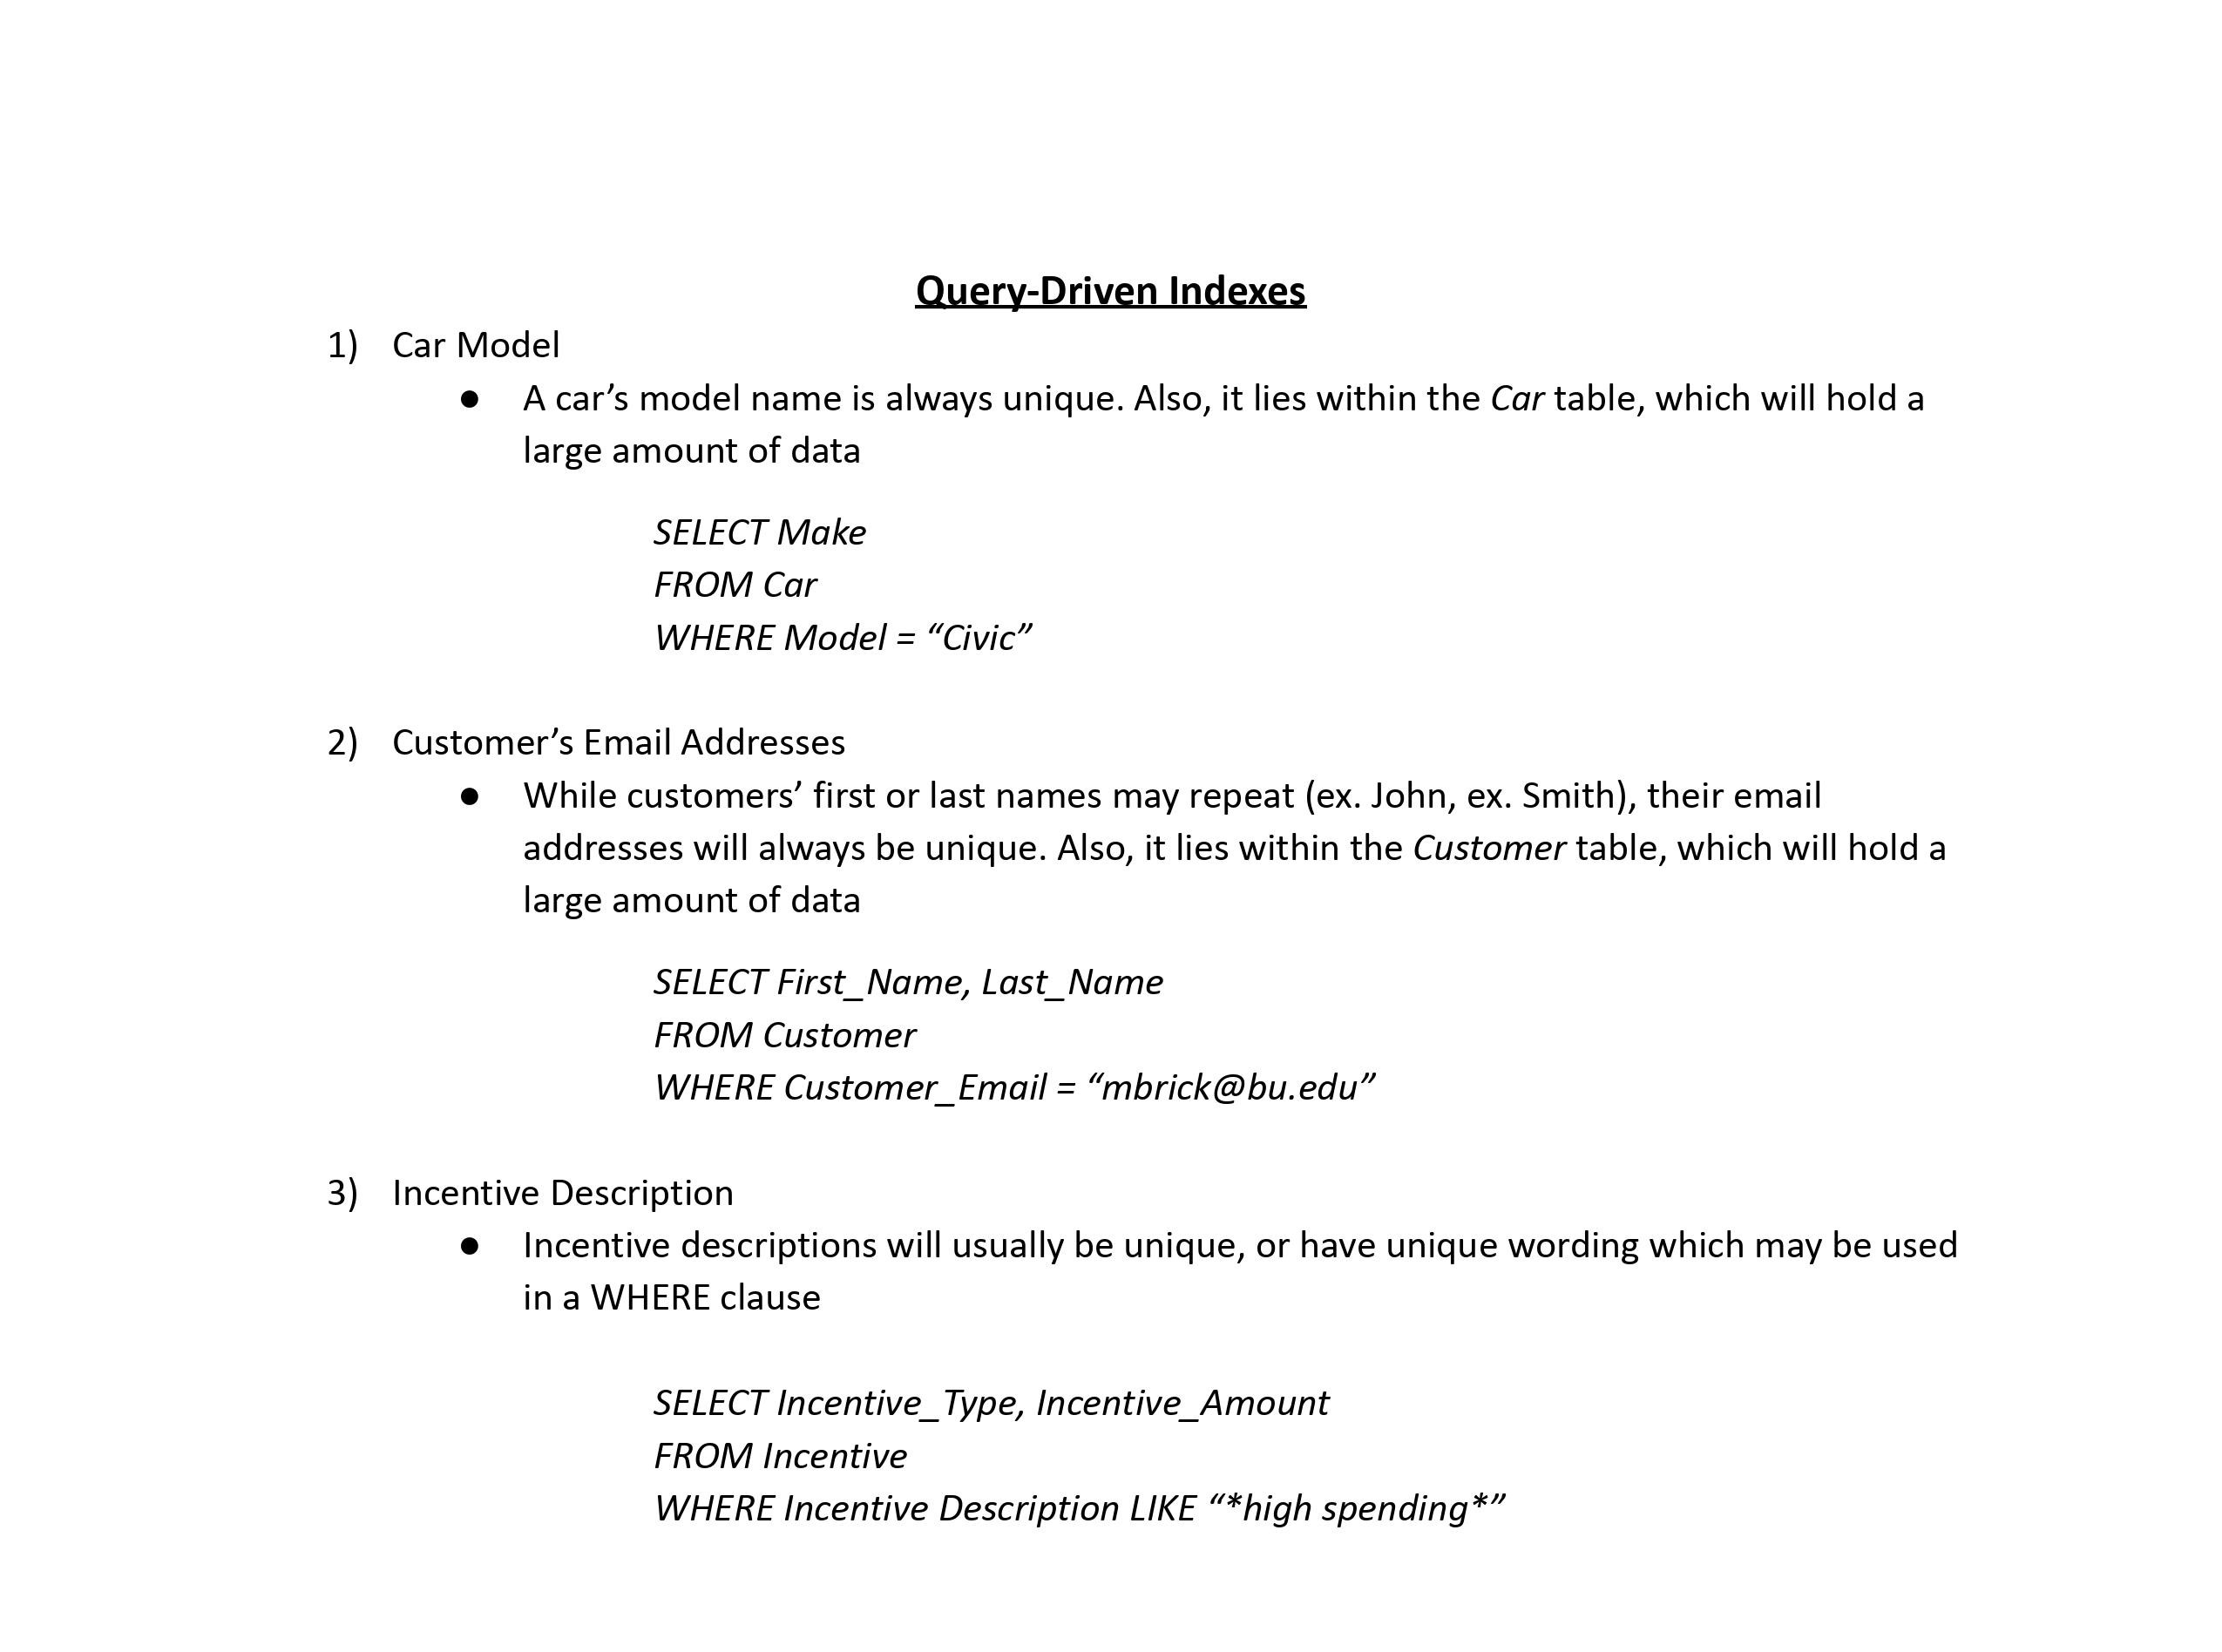 Query-Driven Indexes
1) Car Model
● A car’s model name is always unique. Also, it lies within the Car table, which will hold a
large amount of data
SELECT Make
FROM Car
WHERE Model = “Civic”
2) Customer’s Email Addresses
● While customers’ first or last names may repeat (ex. John, ex. Smith), their email
addresses will always be unique. Also, it lies within the Customer table, which will hold a
large amount of data
SELECT First_Name, Last_Name
FROM Customer
WHERE Customer_Email = “mbrick@bu.edu”
3) Incentive Description
● Incentive descriptions will usually be unique, or have unique wording which may be used
in a WHERE clause
SELECT Incentive_Type, Incentive_Amount
FROM Incentive
WHERE Incentive Description LIKE “*high spending*”